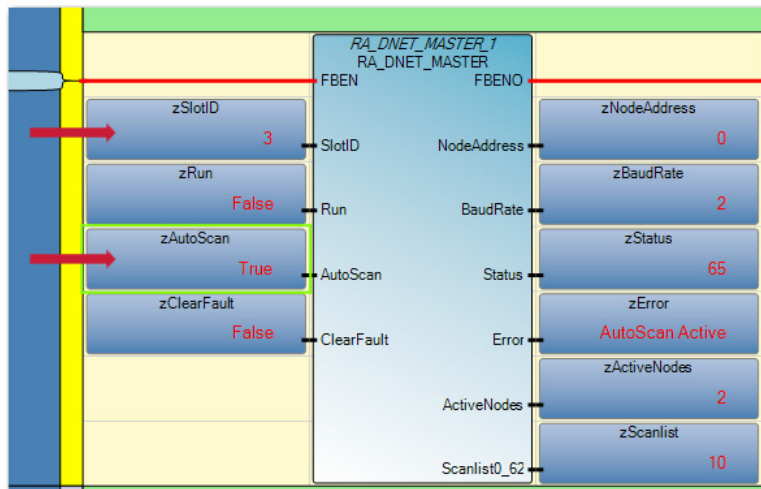 RA_DNET_MASTER_1
RA_DNET_MASTER
FBEN FBENO
zSlotID
3
SlotID
NodeAddress
zNodeAddress
0
zRun
False
Run
BaudRate
zBaudRate
2
zAutoScan
True
AutoScan
Status
zStatus
65
zClearFault
False
ClearFault
Error
zError
AutoScan Active
ActiveNodes
zActiveNodes
2
Scanlist0_62
zScanlist
10